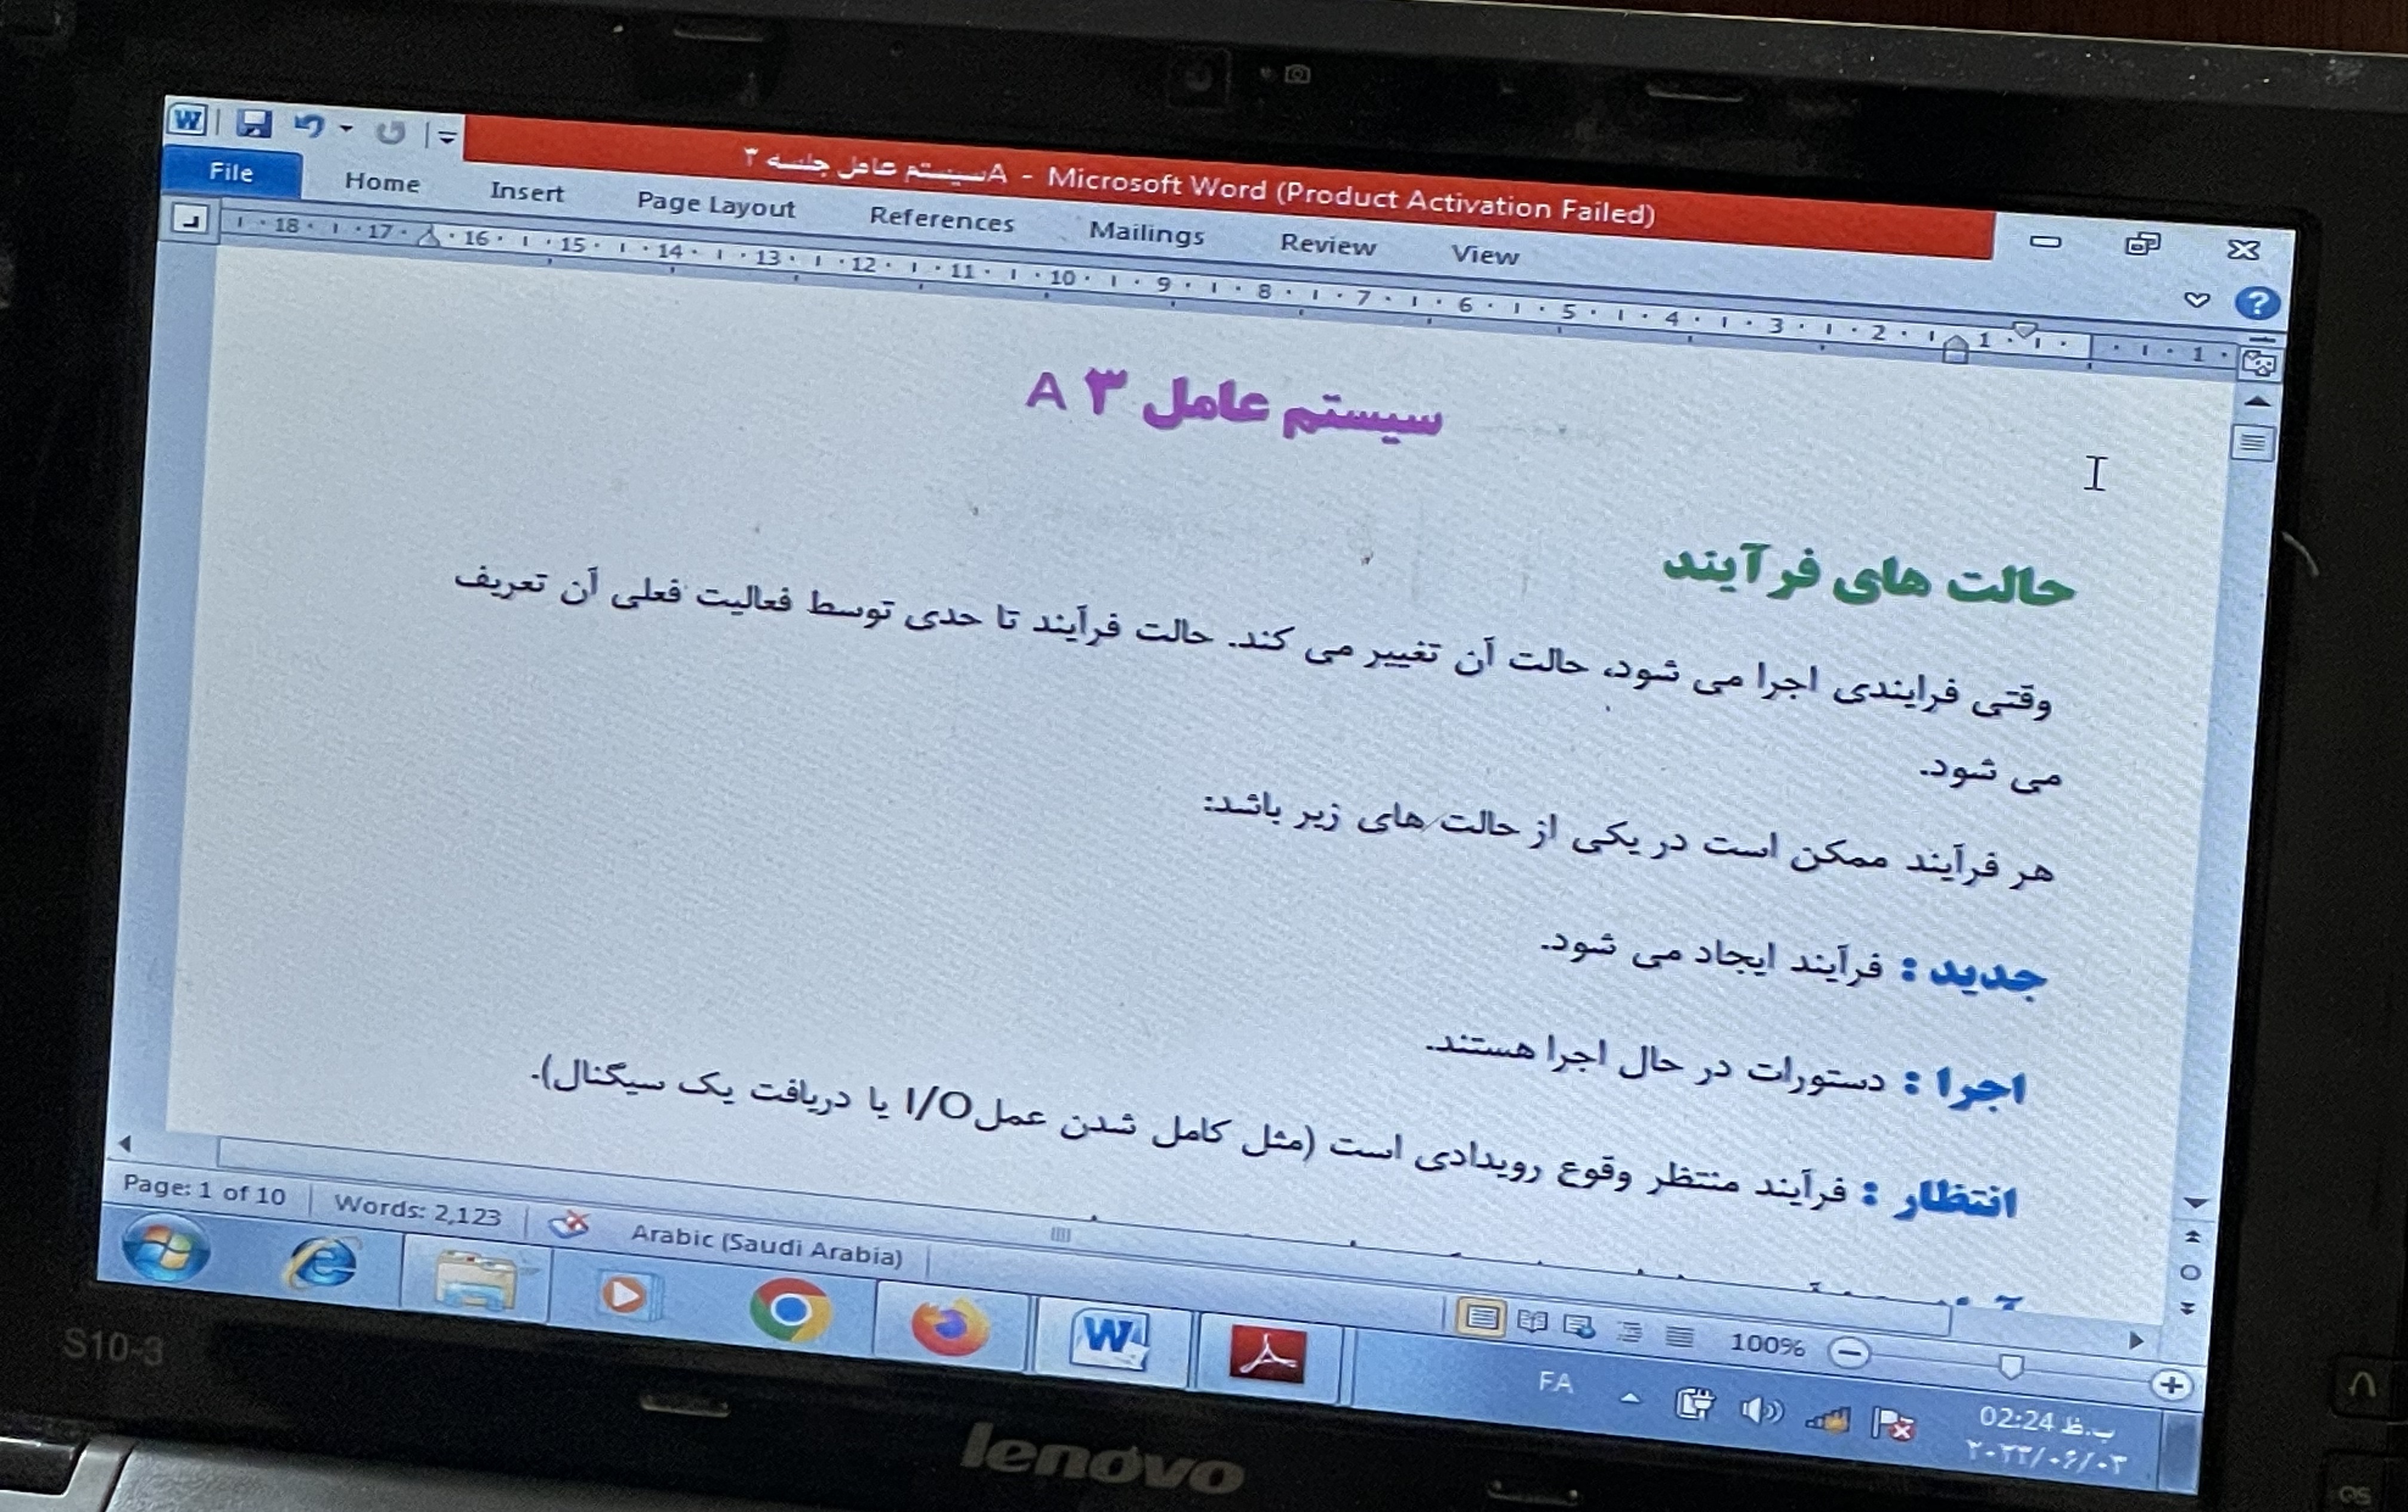 سیستم عامل جلسه ۳A - Microsoft Word (Product Activation Failed)
File Home Insert Page Layout References Mailings Review View
18 17 16 15 14 13 12 11 10 9 8 7 6 5 4 3 2 1 1
سیستم عامل ۳ A
حالت های فرآیند
وقتی فرایندی اجرا می شود، حالت آن تغییر می کند. حالت فرآیند تا حدی توسط فعالیت فعلی آن تعریف
می شود.
هر فرآیند ممکن است در یکی از حالت های زیر باشد:
جدید : فرآیند ایجاد می شود.
اجرا : دستورات در حال اجرا هستند.
انتظار : فرآیند منتظر وقوع رویدادی است (مثل کامل شدن عمل I/O یا دریافت یک سیگنال).
Page: 1 of 10 Words: 2,123 Arabic (Saudi Arabia)
100%
FA
02:24 ب.ظ
۲۰۲۳/۰۶/۰۳
S10-3
lenovo